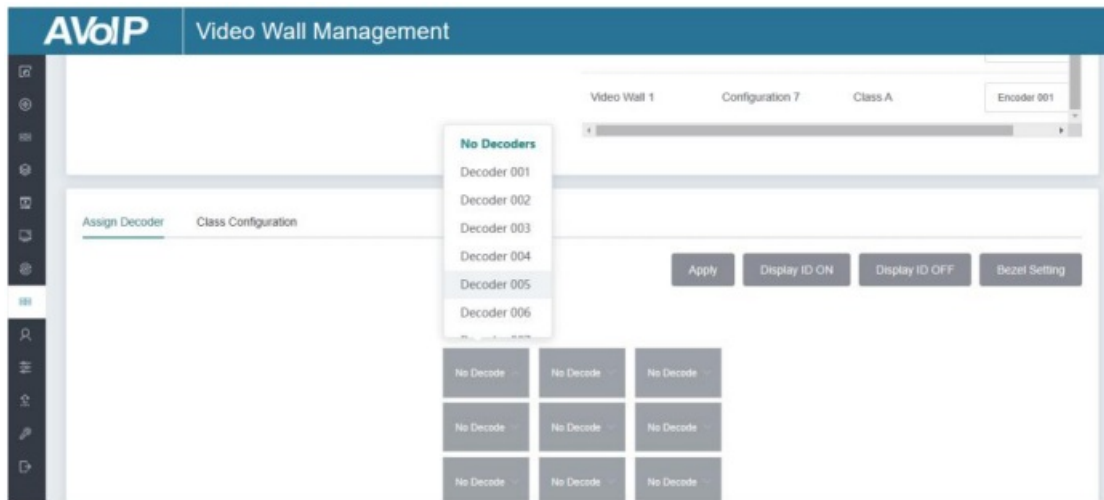 AVoIP Video Wall Management
Video Wall 1 Configuration 7 Class A Encoder 001
No Decoders
Decoder 001
Decoder 002
Decoder 003
Decoder 004
Decoder 005
Decoder 006
Assign Decoder Class Configuration
Apply Display ID ON Display ID OFF Bezel Setting
No Decode No Decode No Decode
No Decode No Decode No Decode
No Decode No Decode No Decode